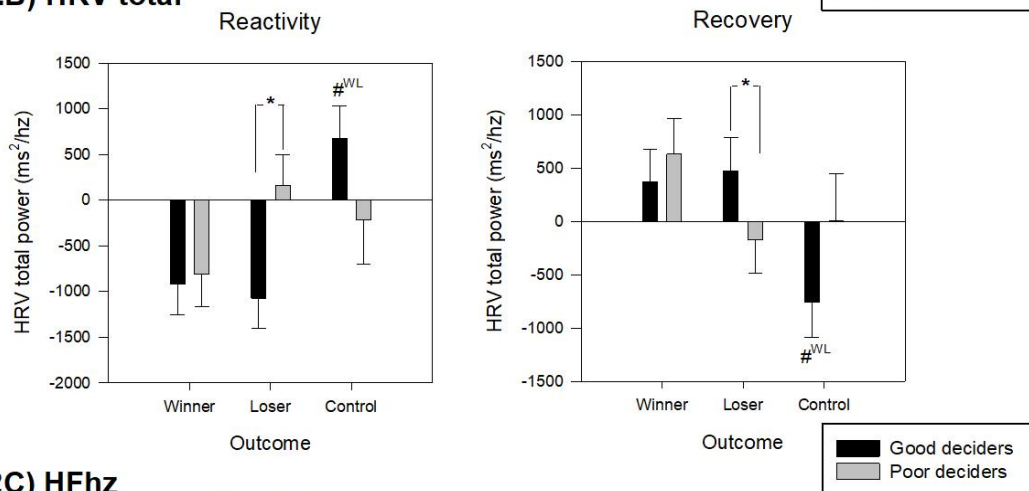 B) HRV total
Reactivity
1500
1000
500
0
-500
-1000
-1500
-2000
HRV total power (ms²/hz)
*
#WL
Winner Loser Control
Outcome
Recovery
1500
1000
500
0
-500
-1000
-1500
HRV total power (ms²/hz)
*
#WL
Winner Loser Control
Outcome
Good deciders
Poor deciders
2C) HFhz